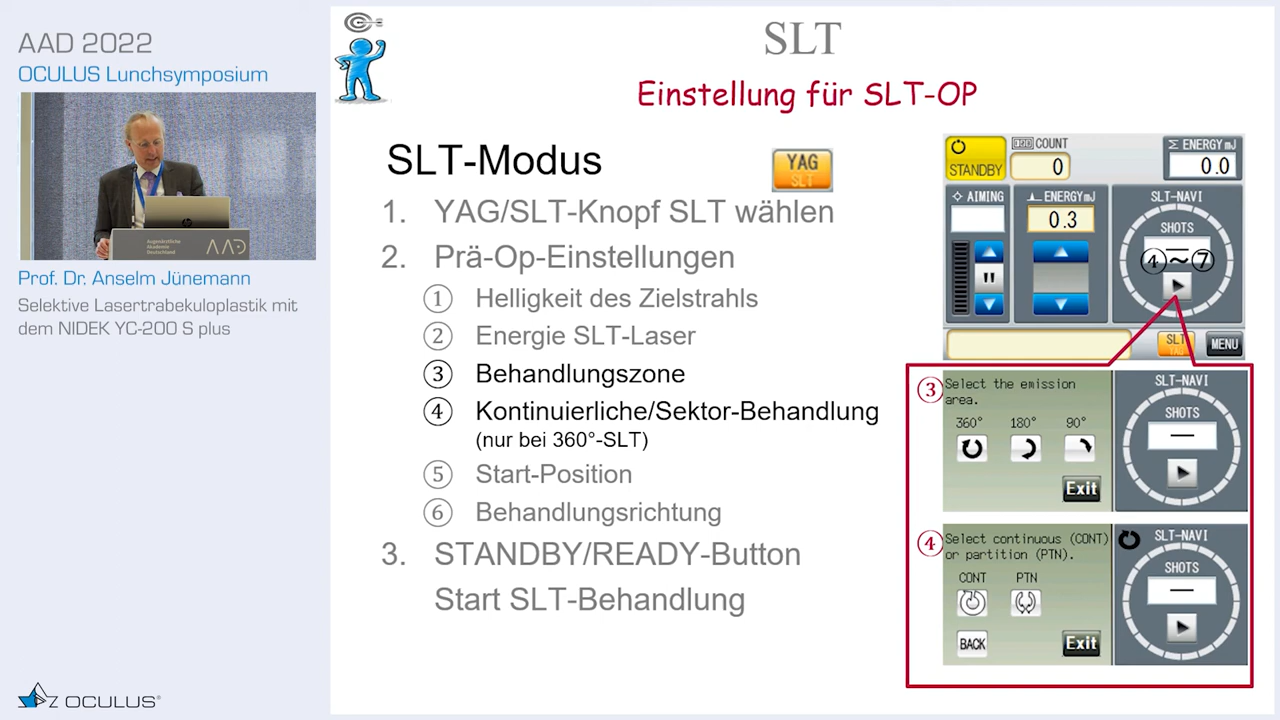 AAD 2022
OCULUS Lunchsymposium
hp
Augenärztliche
Akademie
Deutschland
AAD
Prof. Dr. Anselm Jünemann
Selektive Lasertrabekuloplastik mit
dem NIDEK YC-200 S plus
OCULUS®
SLT
Einstellung für SLT-OP
SLT-Modus
YAG
SLT
1. YAG/SLT-Knopf SLT wählen
2. Prä-Op-Einstellungen
① Helligkeit des Zielstrahls
② Energie SLT-Laser
③ Behandlungszone
④ Kontinuierliche/Sektor-Behandlung
(nur bei 360°-SLT)
⑤ Start-Position
⑥ Behandlungsrichtung
3. STANDBY/READY-Button
Start SLT-Behandlung
STANDBY
COUNT
0
Σ ENERGY mJ
0.0
AIMING
ENERGY mJ
0.3
SLT-NAVI
SHOTS
④~⑦
SLT
YAG
MENU
③ Select the emission
area.
360° 180° 90°
Exit
SLT-NAVI
SHOTS
—
④ Select continuous (CONT)
or partition (PTN).
CONT PTN
BACK Exit
SLT-NAVI
SHOTS
—